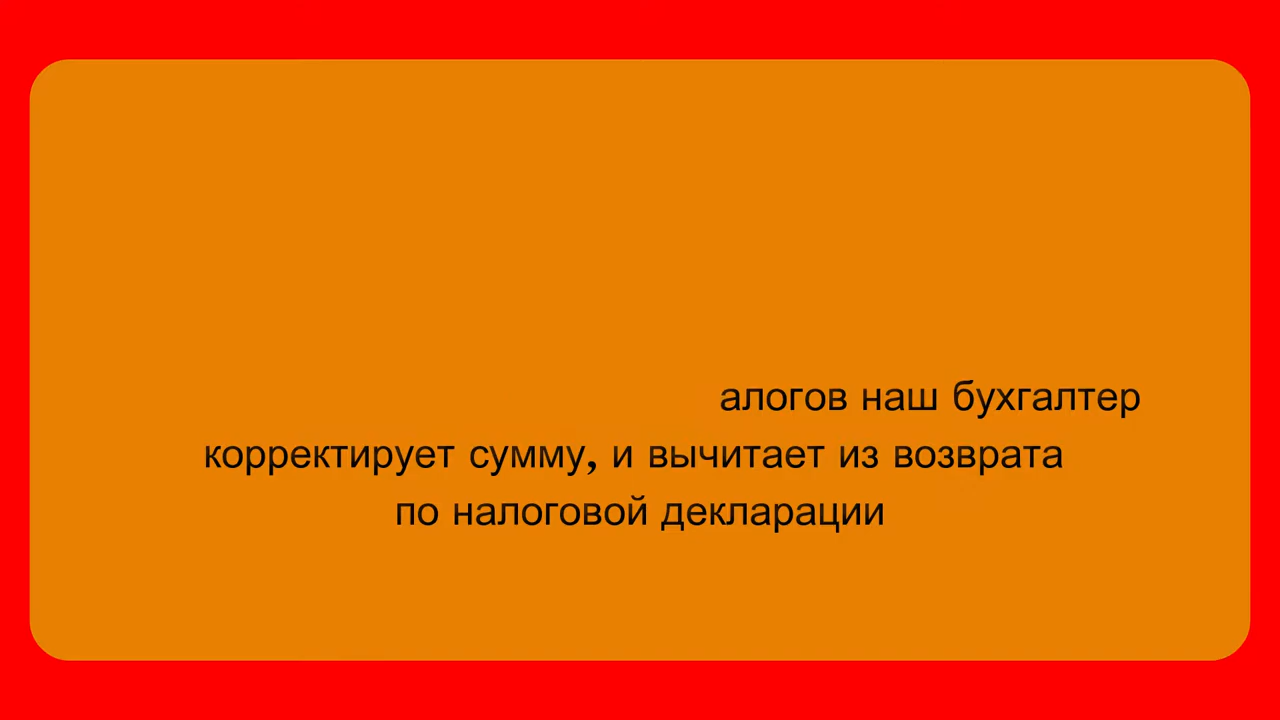 алогов наш бухгалтер
корректирует сумму, и вычитает из возврата
по налоговой декларации